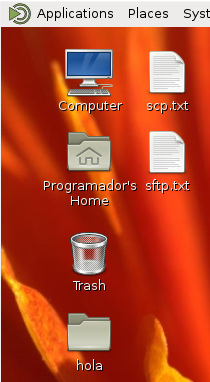 Applications Places Syst
Computer scp.txt
Programador's
Home
sftp.txt
Trash
hola